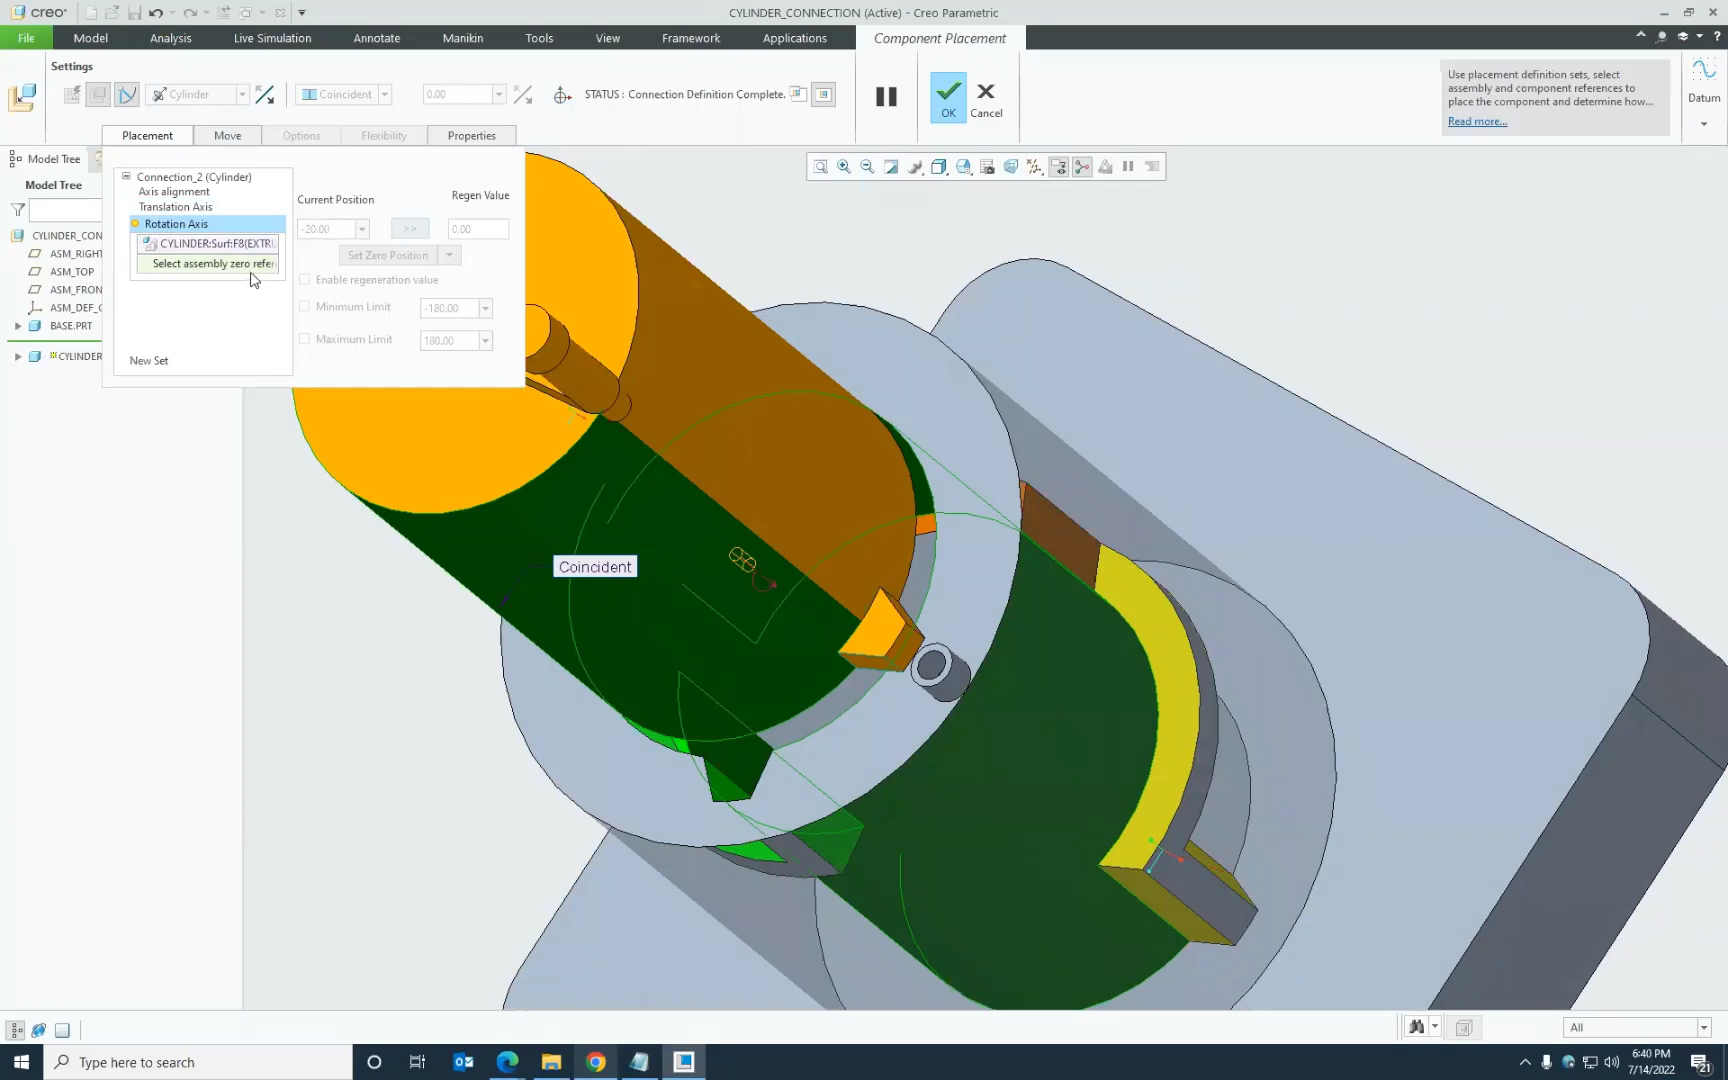 creo
CYLINDER_CONNECTION (Active) - Creo Parametric
File
Model
Analysis
Live Simulation
Annotate
Manikin
Tools
View
Framework
Applications
Component Placement
Settings
Cylinder
Coincident
0.00
STATUS : Connection Definition Complete.
OK
Cancel
Use placement definition sets, select
assembly and component references to
place the component and determine how...
Read more...
Datum
Placement
Move
Options
Flexibility
Properties
Model Tree
Model Tree
CYLINDER_CON
ASM_RIGHT
ASM_TOP
ASM_FRON
ASM_DEF_C
BASE.PRT
CYLINDER
Connection_2 (Cylinder)
Axis alignment
Translation Axis
Rotation Axis
CYLINDER:Surf:F8(EXTRU
Select assembly zero refer
New Set
Current Position
Regen Value
-20.00
>>
0.00
Set Zero Position
Enable regeneration value
Minimum Limit
-180.00
Maximum Limit
180.00
Coincident
All
Type here to search
6:40 PM
7/14/2022
21